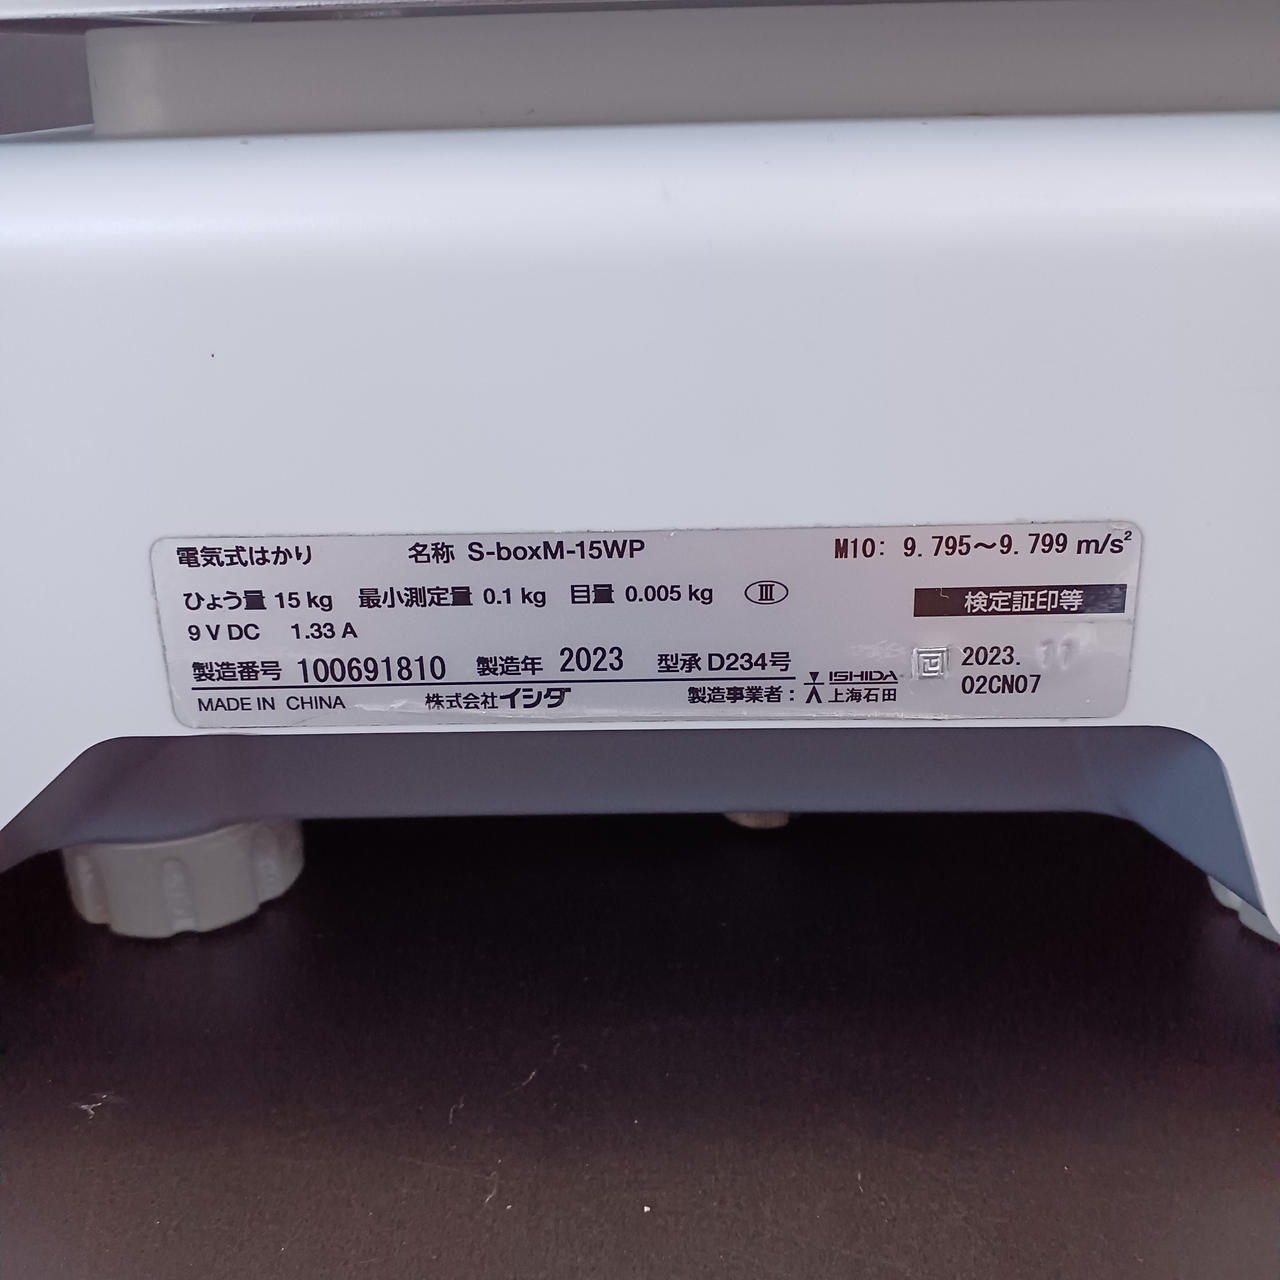 電気式はかり 名称 S-boxM-15WP M10: 9.795～9.799 m/s²
ひょう量 15 kg 最小測定量 0.1 kg 目量 0.005 kg Ⅲ
検定証印等
9 V DC 1.33 A
製造番号 100691810 製造年 2023 型承 D234号
2023. 11
02CN07
MADE IN CHINA 株式会社イシダ 製造事業者： ISHIDA 上海石田